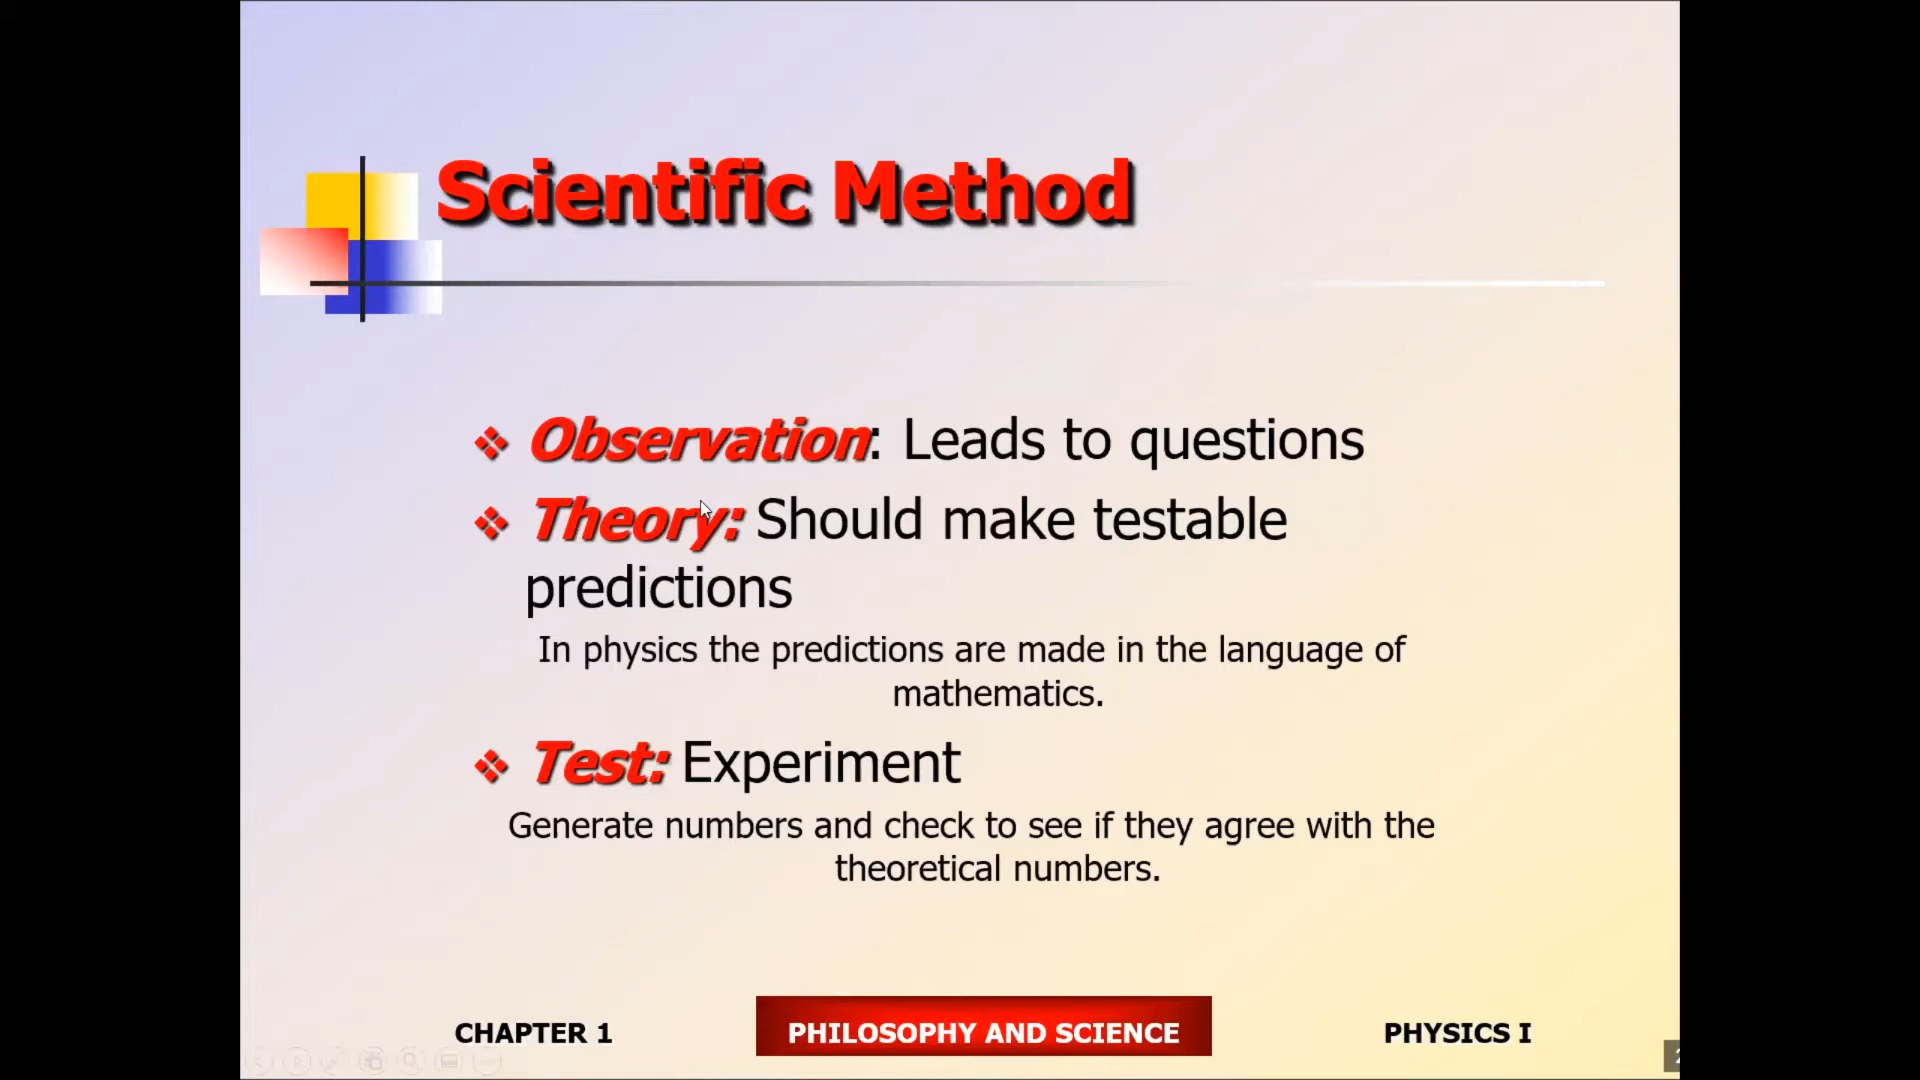 Scientific Method
Observation: Leads to questions
Theory: Should make testable
predictions
In physics the predictions are made in the language of
mathematics.
Test: Experiment
Generate numbers and check to see if they agree with the
theoretical numbers.
CHAPTER 1
PHILOSOPHY AND SCIENCE
PHYSICS I